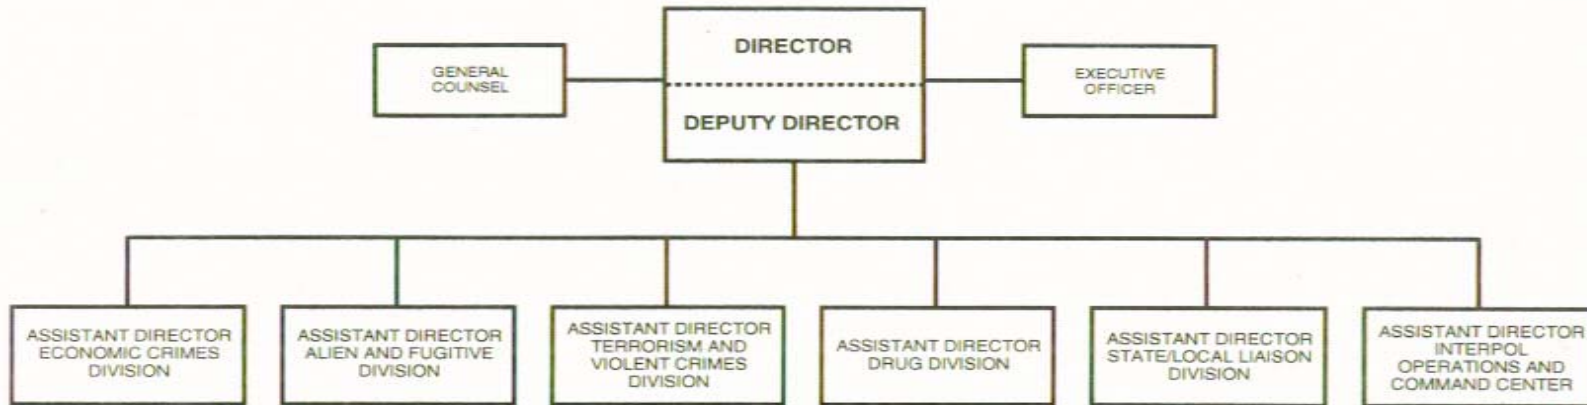 DIRECTOR
DEPUTY DIRECTOR
GENERAL
COUNSEL
EXECUTIVE
OFFICER
ASSISTANT DIRECTOR
ECONOMIC CRIMES
DIVISION
ASSISTANT DIRECTOR
ALIEN AND FUGITIVE
DIVISION
ASSISTANT DIRECTOR
TERRORISM AND
VIOLENT CRIMES
DIVISION
ASSISTANT DIRECTOR
DRUG DIVISION
ASSISTANT DIRECTOR
STATE/LOCAL LIAISON
DIVISION
ASSISTANT DIRECTOR
INTERPOL
OPERATIONS AND
COMMAND CENTER